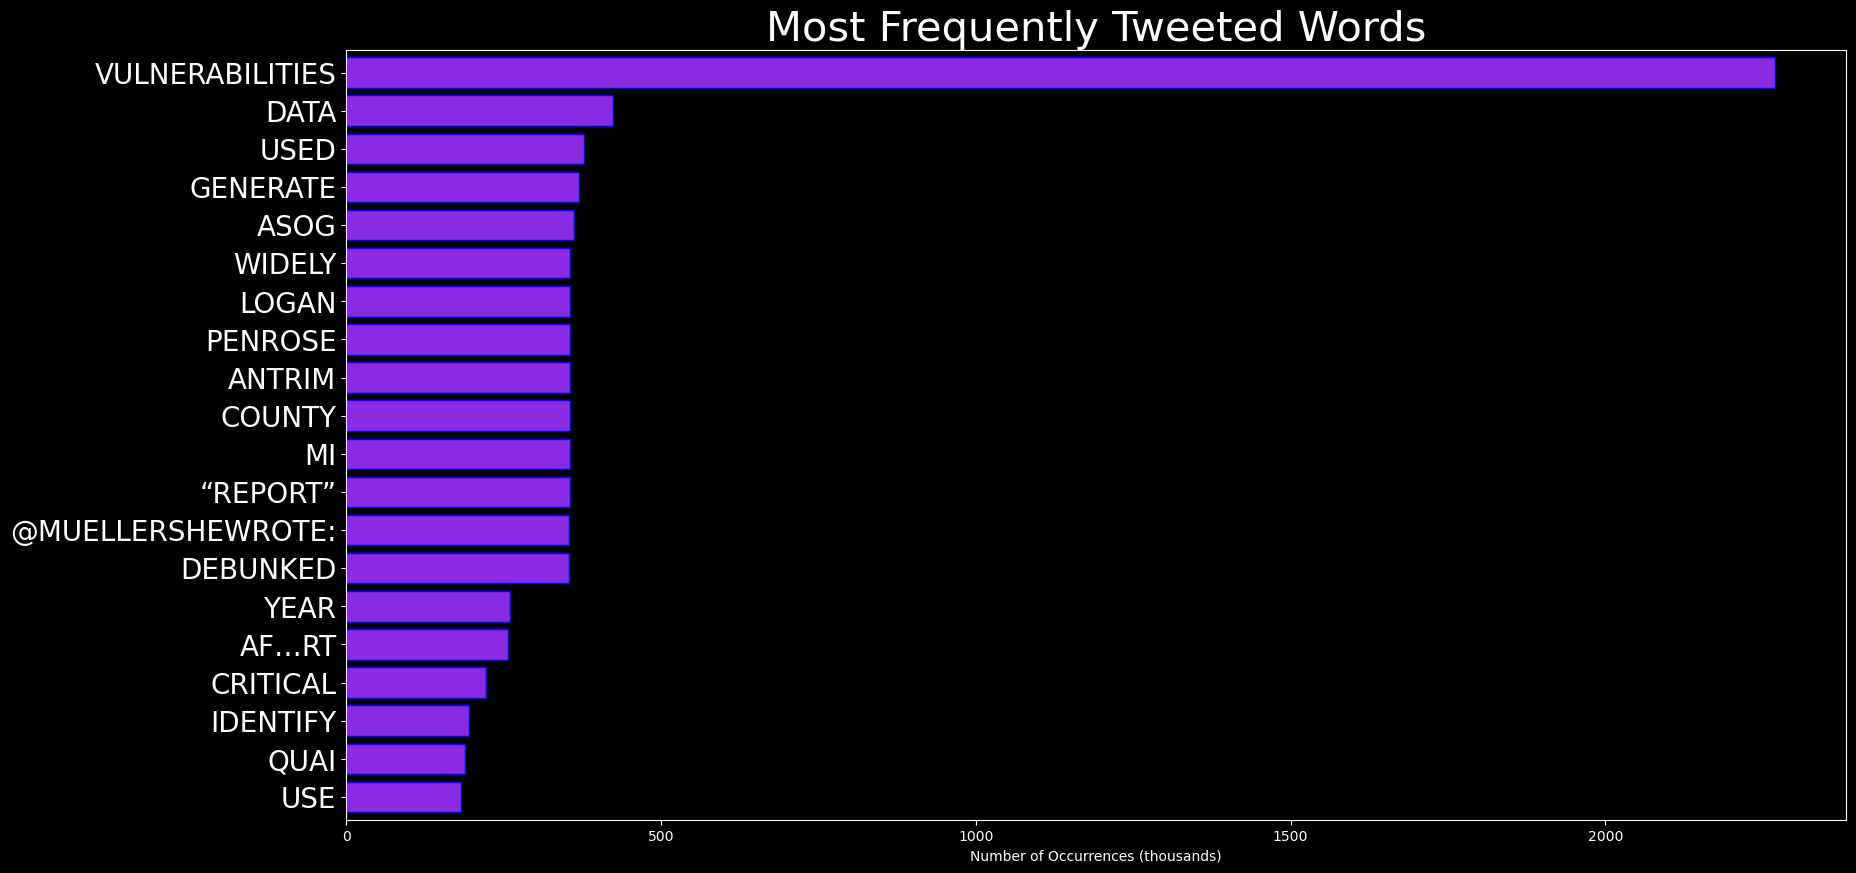 Most Frequently Tweeted Words
VULNERABILITIES
DATA
USED
GENERATE
ASOG
WIDELY
LOGAN
PENROSE
ANTRIM
COUNTY
MI
“REPORT”
@MUELLERSHEWROTE:
DEBUNKED
YEAR
AF…RT
CRITICAL
IDENTIFY
QUAI
USE
0 500 1000 1500 2000
Number of Occurrences (thousands)